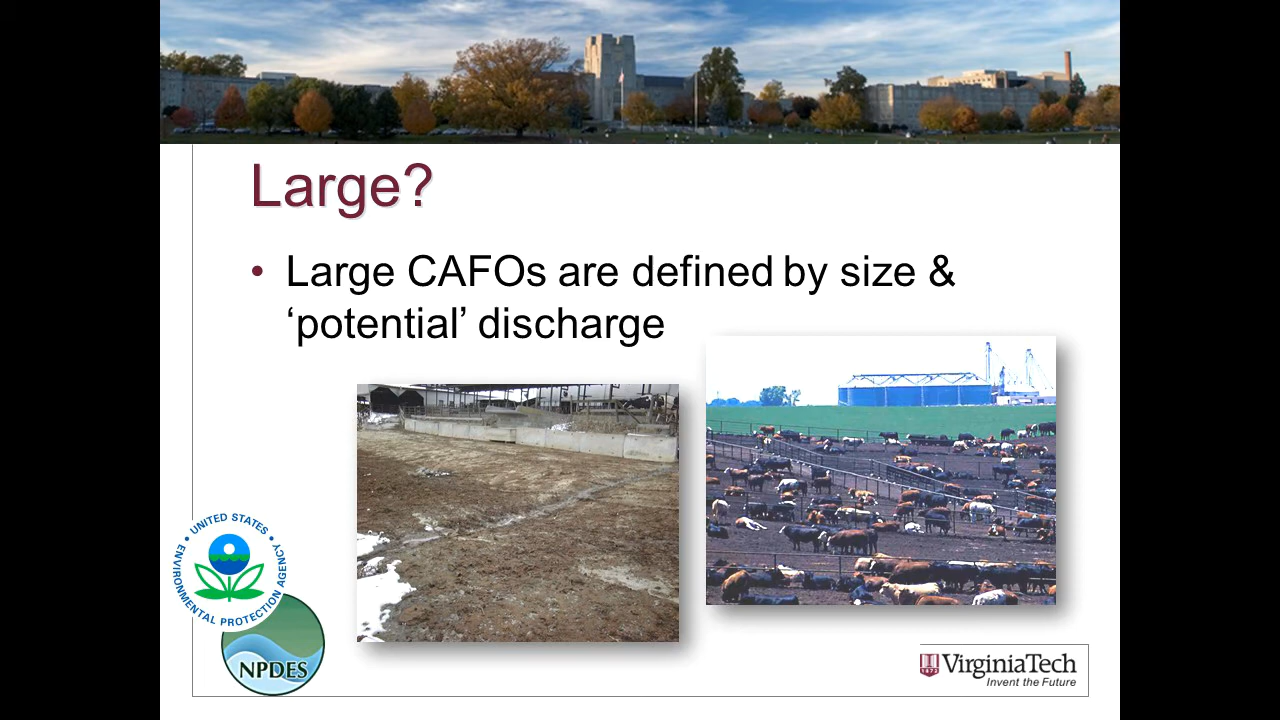 Large?
• Large CAFOs are defined by size &
‘potential’ discharge
UNITED STATES
ENVIRONMENTAL PROTECTION AGENCY
NPDES
1872
VirginiaTech
Invent the Future